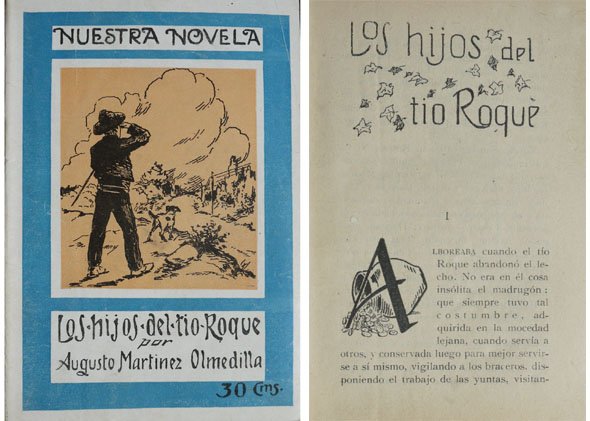 NUESTRA NOVELA
Los·hijos·del·tio·Roque
por
Augusto Martinez Olmedilla
30 Cms.
Los hijos del
tio Roque
I
ALBOREABA cuando el tío
Roque abandonó el le-
cho. No era en él cosa
insólita el madrugón;
que siempre tuvo tal
costumbre, ad-
quirida en la mocedad
lejana, cuando servía a
otros, y conservada luego para mejor servir-
se a sí mismo, vigilando a los braceros, dis-
poniendo el trabajo de las yuntas, visitan-